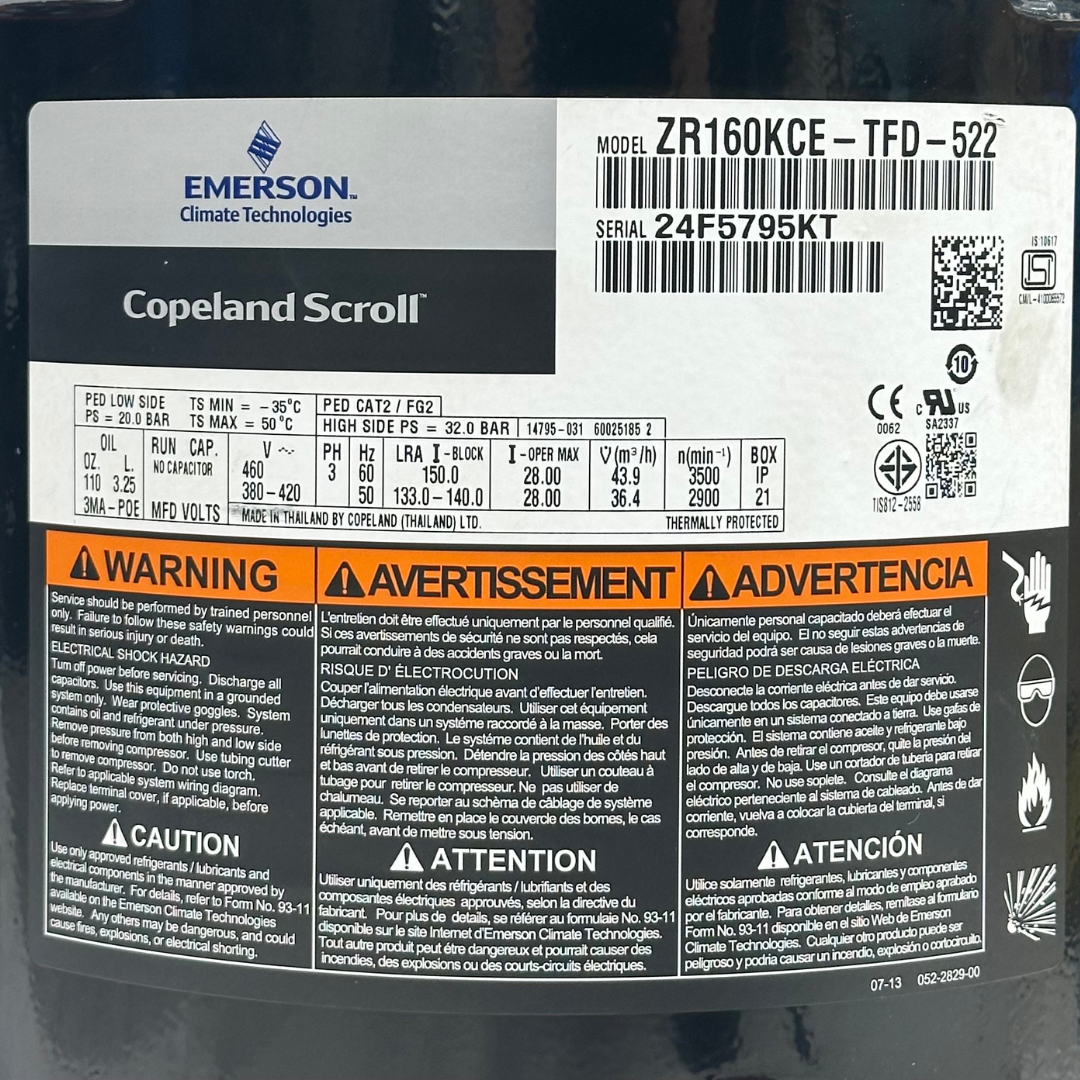 EMERSON™
Climate Technologies
Copeland Scroll™
MODEL ZR160KCE-TFD-522
SERIAL 24F5795KT
IS 10617
ISI
10
CE
0062
c RU US
SA2337
TIS812-2558
PED LOW SIDE TS MIN = -35°C
PS = 20.0 BAR TS MAX = 50°C
PED CAT2 / FG2
HIGH SIDE PS = 32.0 BAR 14795-031 60025185 2
OIL RUN CAP. V ~ PH Hz LRA I-BLOCK I-OPER MAX V̇(m³/h) n(min⁻¹) BOX
OZ. L. NO CAPACITOR 460 3 60 150.0 28.00 43.9 3500 IP
110 3.25 380-420 50 133.0-140.0 28.00 36.4 2900 21
3MA-POE MFD VOLTS MADE IN THAILAND BY COPELAND (THAILAND) LTD. THERMALLY PROTECTED
WARNING
Service should be performed by trained personnel
only. Failure to follow these safety warnings could
result in serious injury or death.
ELECTRICAL SHOCK HAZARD
Turn off power before servicing. Discharge all
capacitors. Use this equipment in a grounded
system only. Wear protective goggles. System
contains oil and refrigerant under pressure.
Remove pressure from both high and low side
before removing compressor. Use tubing cutter
to remove compressor. Do not use torch.
Refer to applicable system wiring diagram.
Replace terminal cover, if applicable, before
applying power.
CAUTION
Use only approved refrigerants / lubricants and
electrical components in the manner approved by
the manufacturer. For details, refer to Form No. 93-11
available on the Emerson Climate Technologies
website. Any others may be dangerous, and could
cause fires, explosions, or electrical shorting.
AVERTISSEMENT
L'entretien doit être effectué uniquement par le personnel qualifié.
Si ces avertissements de sécurité ne sont pas respectés, cela
pourrait conduire à des accidents graves ou la mort.
RISQUE D' ÉLECTROCUTION
Couper l'alimentation électrique avant d'effectuer l'entretien.
Décharger tous les condensateurs. Utiliser cet équipement
uniquement dans un systéme raccordé à la masse. Porter des
lunettes de protection. Le systéme contient de l'huile et du
réfrigérant sous pression. Détendre la pression des côtés haut
et bas avant de retirer le compresseur. Utiliser un couteau à
tubage pour retirer le compresseur. Ne pas utiliser de
chalumeau. Se reporter au schèma de câblage de système
applicable. Remettre en place le couvercle des bornes, le cas
échéant, avant de mettre sous tension.
ATTENTION
Utiliser uniquement des réfrigérants / lubrifiants et des
composantes électriques approuvés, selon la directive du
fabricant. Pour plus de details, se référer au formulaie No. 93-11
disponible sur le site Internet d'Emerson Climate Technologies.
Tout autre produit peut étre dangereux et pourrait causer des
incendies, des explosions ou des courts-circuits électriques.
ADVERTENCIA
Únicamente personal capacitado deberá efectuar el
servicio del equipo. El no seguir estas advertencias de
seguridad podrá ser causa de lesiones graves o la muerte.
PELIGRO DE DESCARGA ELÉCTRICA
Desconecte la corriente eléctrica antes de dar servicio.
Descargue todos los capacitores. Este equipo debe usarse
únicamente en un sistema conectado a tierra. Use gafas de
protección. El sistema contiene aceite y refrigerante bajo
presión. Antes de retirar el compresor, quite la presión del
lado de alta y de baja. Use un cortador de tubería para retirar
el compresor. No use soplete. Consulte el diagrama
eléctrico perteneciente al sistema de cableado. Antes de dar
corriente, vuelva a colocar la cubierta del terminal, si
corresponde.
ATENCIÓN
Utilice solamente refrigerantes, lubricantes y componentes
eléctricos aprobados conforme al modo de empleo aprobado
por el fabricante. Para obtener detalles, remítase al formulario
Form No. 93-11 disponible en el sitio Web de Emerson
Climate Technologies. Cualquier otro producto puede ser
peligroso y podria causar un incendio, explosión o cortocircuito.
07-13 052-2829-00